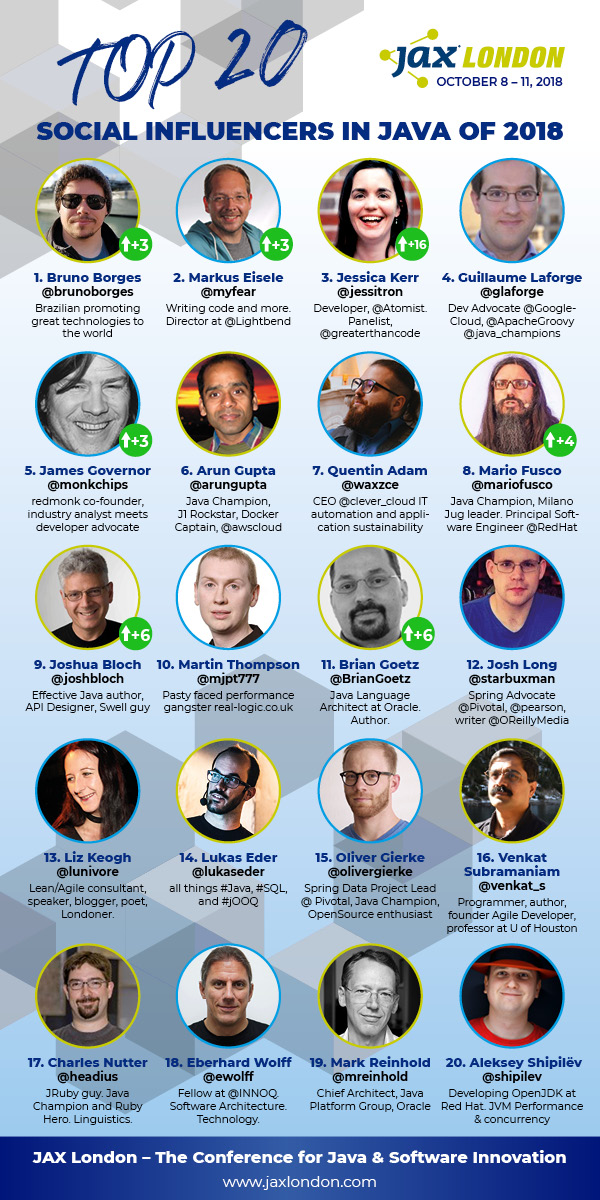 TOP 20
jax LONDON
OCTOBER 8 – 11, 2018
SOCIAL INFLUENCERS IN JAVA OF 2018
+3
+3
+16
1. Bruno Borges
@brunoborges
Brazilian promoting
great technologies to
the world
2. Markus Eisele
@myfear
Writing code and more.
Director at @Lightbend
3. Jessica Kerr
@jessitron
Developer, @Atomist.
Panelist,
@greaterthancode
4. Guillaume Laforge
@glaforge
Dev Advocate @Google-
Cloud, @ApacheGroovy
@java_champions
+3
+4
5. James Governor
@monkchips
redmonk co-founder,
industry analyst meets
developer advocate
6. Arun Gupta
@arungupta
Java Champion,
J1 Rockstar, Docker
Captain, @awscloud
7. Quentin Adam
@waxzce
CEO @clever_cloud IT
automation and appli-
cation sustainability
8. Mario Fusco
@mariofusco
Java Champion, Milano
Jug leader. Principal Soft-
ware Engineer @RedHat
+6
+6
9. Joshua Bloch
@joshbloch
Effective Java author,
API Designer, Swell guy
10. Martin Thompson
@mjpt777
Pasty faced performance
gangster real-logic.co.uk
11. Brian Goetz
@BrianGoetz
Java Language
Architect at Oracle.
Author.
12. Josh Long
@starbuxman
Spring Advocate
@Pivotal, @pearson,
writer @OReillyMedia
13. Liz Keogh
@lunivore
Lean/Agile consultant,
speaker, blogger, poet,
Londoner.
14. Lukas Eder
@lukaseder
all things #Java, #SQL,
and #jOOQ
15. Oliver Gierke
@olivergierke
Spring Data Project Lead
@ Pivotal, Java Champion,
OpenSource enthusiast
16. Venkat
Subramaniam
@venkat_s
Programmer, author,
founder Agile Developer,
professor at U of Houston
17. Charles Nutter
@headius
JRuby guy. Java
Champion and Ruby
Hero. Linguistics.
18. Eberhard Wolff
@ewolff
Fellow at @INNOQ.
Software Architecture.
Technology.
19. Mark Reinhold
@mreinhold
Chief Architect, Java
Platform Group, Oracle
20. Aleksey Shipilëv
@shipilev
Developing OpenJDK at
Red Hat. JVM Performance
& concurrency
JAX London – The Conference for Java & Software Innovation
www.jaxlondon.com